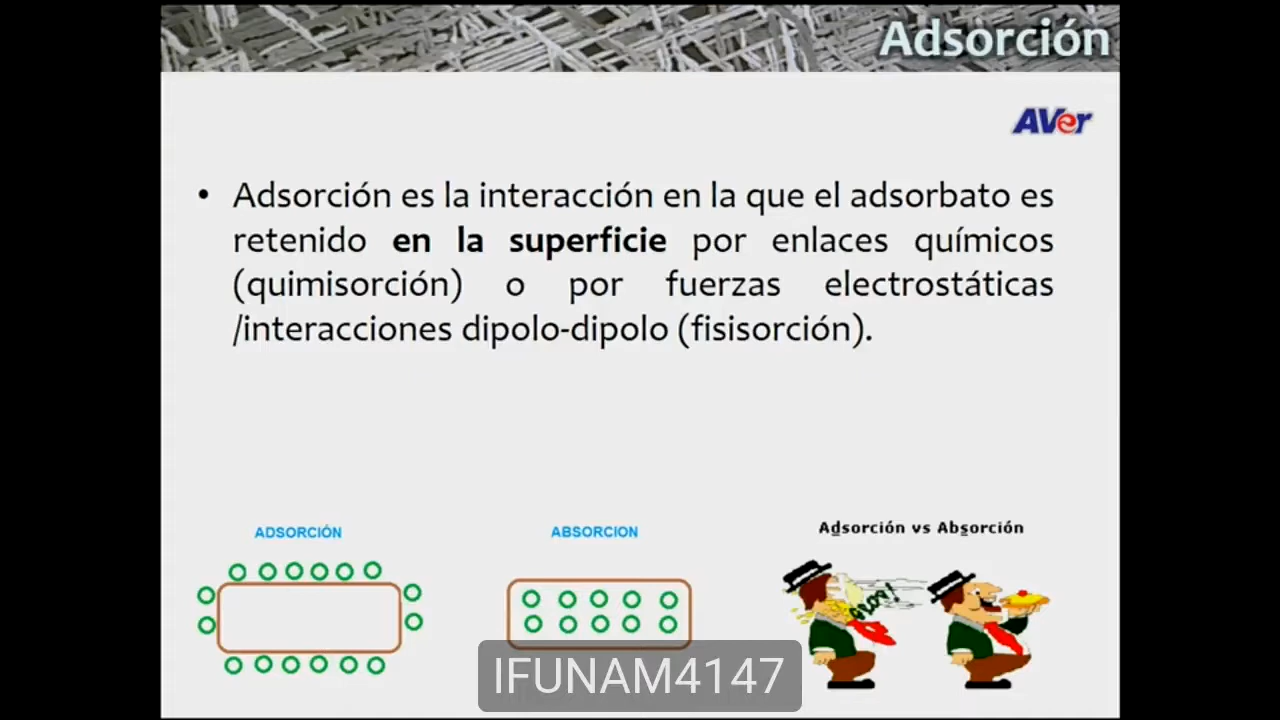 Adsorción
AVer
• Adsorción es la interacción en la que el adsorbato es
retenido en la superficie por enlaces químicos
(quimisorción) o por fuerzas electrostáticas
/interacciones dipolo-dipolo (fisisorción).
ADSORCIÓN
ABSORCION
Adsorción vs Absorción
IFUNAM4147